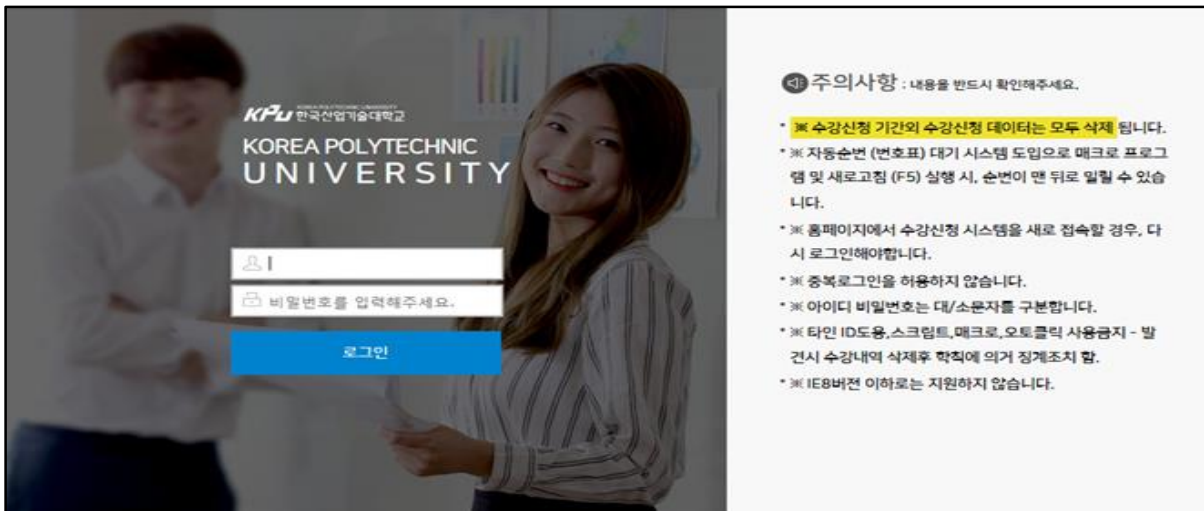 KPU 한국산업기술대학교
KOREA POLYTECHNIC
UNIVERSITY
비밀번호를 입력해주세요.
로그인
주의사항 : 내용을 반드시 확인해주세요.
* ※ 수강신청 기간외 수강신청 데이터는 모두 삭제 됩니다.
* ※ 자동순번 (번호표) 대기 시스템 도입으로 매크로 프로그
램 및 새로고침 (F5) 실행 시, 순번이 맨 뒤로 밀릴 수 있습
니다.
* ※ 홈페이지에서 수강신청 시스템을 새로 접속할 경우, 다
시 로그인해야합니다.
* ※ 중복로그인을 허용하지 않습니다.
* ※ 아이디 비밀번호는 대/소문자를 구분합니다.
* ※ 타인 ID도용,스크립트,매크로,오토클릭 사용금지 - 발
견시 수강내역 삭제후 학칙에 의거 징계조치 함.
* ※ IE8버전 이하로는 지원하지 않습니다.